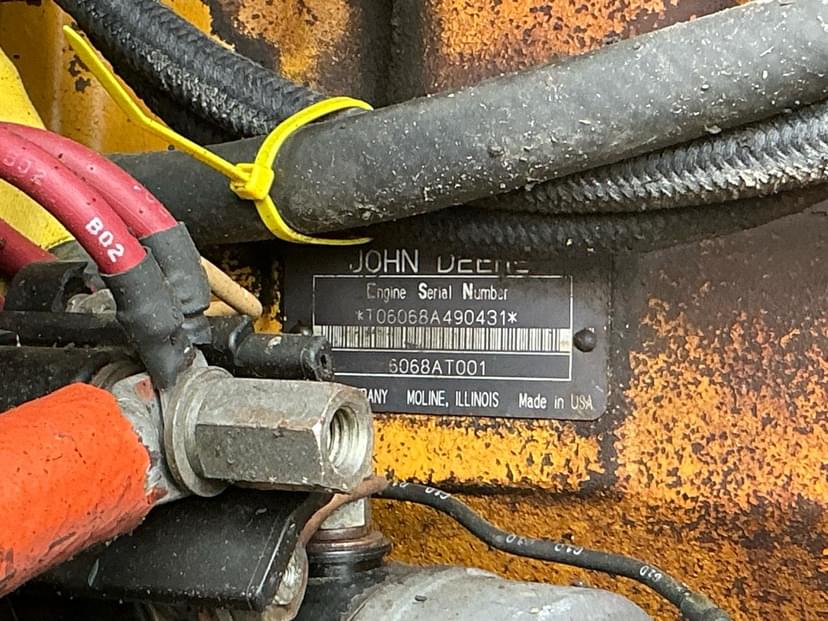 B02
JOHN DEERE
Engine Serial Number
*T06068A490431*
6068AT001
MOLINE, ILLINOIS Made in USA